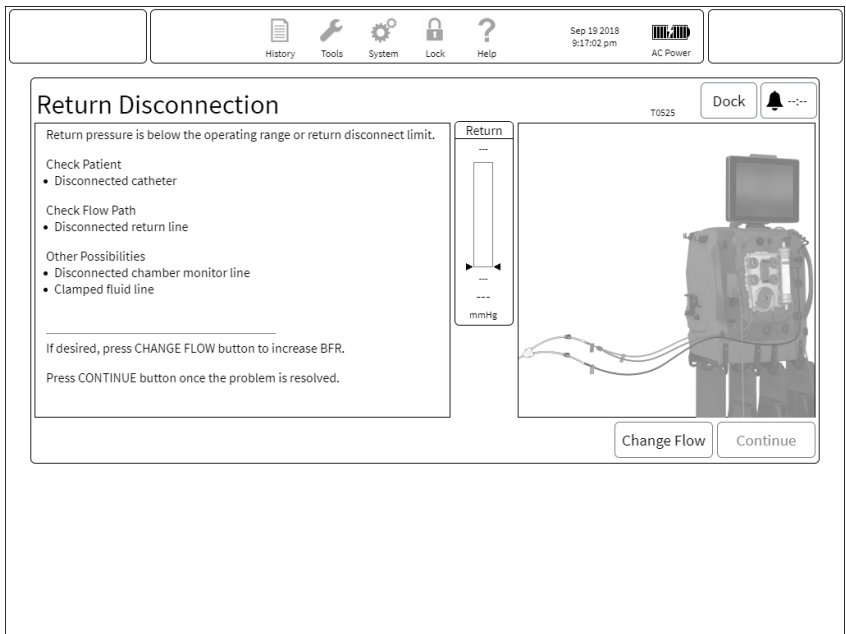 History
Tools
System
Lock
Help
Sep 19 2018
9:17:02 pm
AC Power
Return Disconnection
T0525
Dock
--:--
Return pressure is below the operating range or return disconnect limit.
Check Patient
• Disconnected catheter
Check Flow Path
• Disconnected return line
Other Possibilities
• Disconnected chamber monitor line
• Clamped fluid line
If desired, press CHANGE FLOW button to increase BFR.
Press CONTINUE button once the problem is resolved.
Return
---
---
---
mmHg
Change Flow
Continue